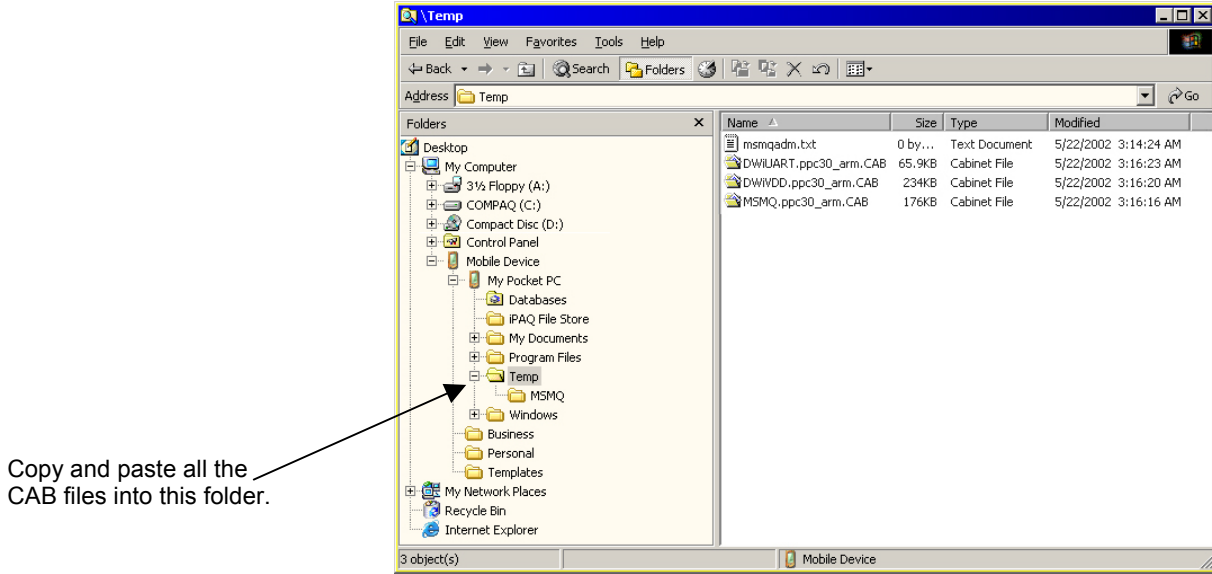 \Temp
File Edit View Favorites Tools Help
Back Search Folders
Address Temp Go
Folders
Desktop
My Computer
3½ Floppy (A:)
COMPAQ (C:)
Compact Disc (D:)
Control Panel
Mobile Device
My Pocket PC
Databases
iPAQ File Store
My Documents
Program Files
Temp
MSMQ
Windows
Business
Personal
Templates
My Network Places
Recycle Bin
Internet Explorer
Name Size Type Modified
msmqadm.txt 0 by... Text Document 5/22/2002 3:14:24 AM
DWiUART.ppc30_arm.CAB 65.9KB Cabinet File 5/22/2002 3:16:23 AM
DWiVDD.ppc30_arm.CAB 234KB Cabinet File 5/22/2002 3:16:20 AM
MSMQ.ppc30_arm.CAB 176KB Cabinet File 5/22/2002 3:16:16 AM
3 object(s) Mobile Device
Copy and paste all the
CAB files into this folder.